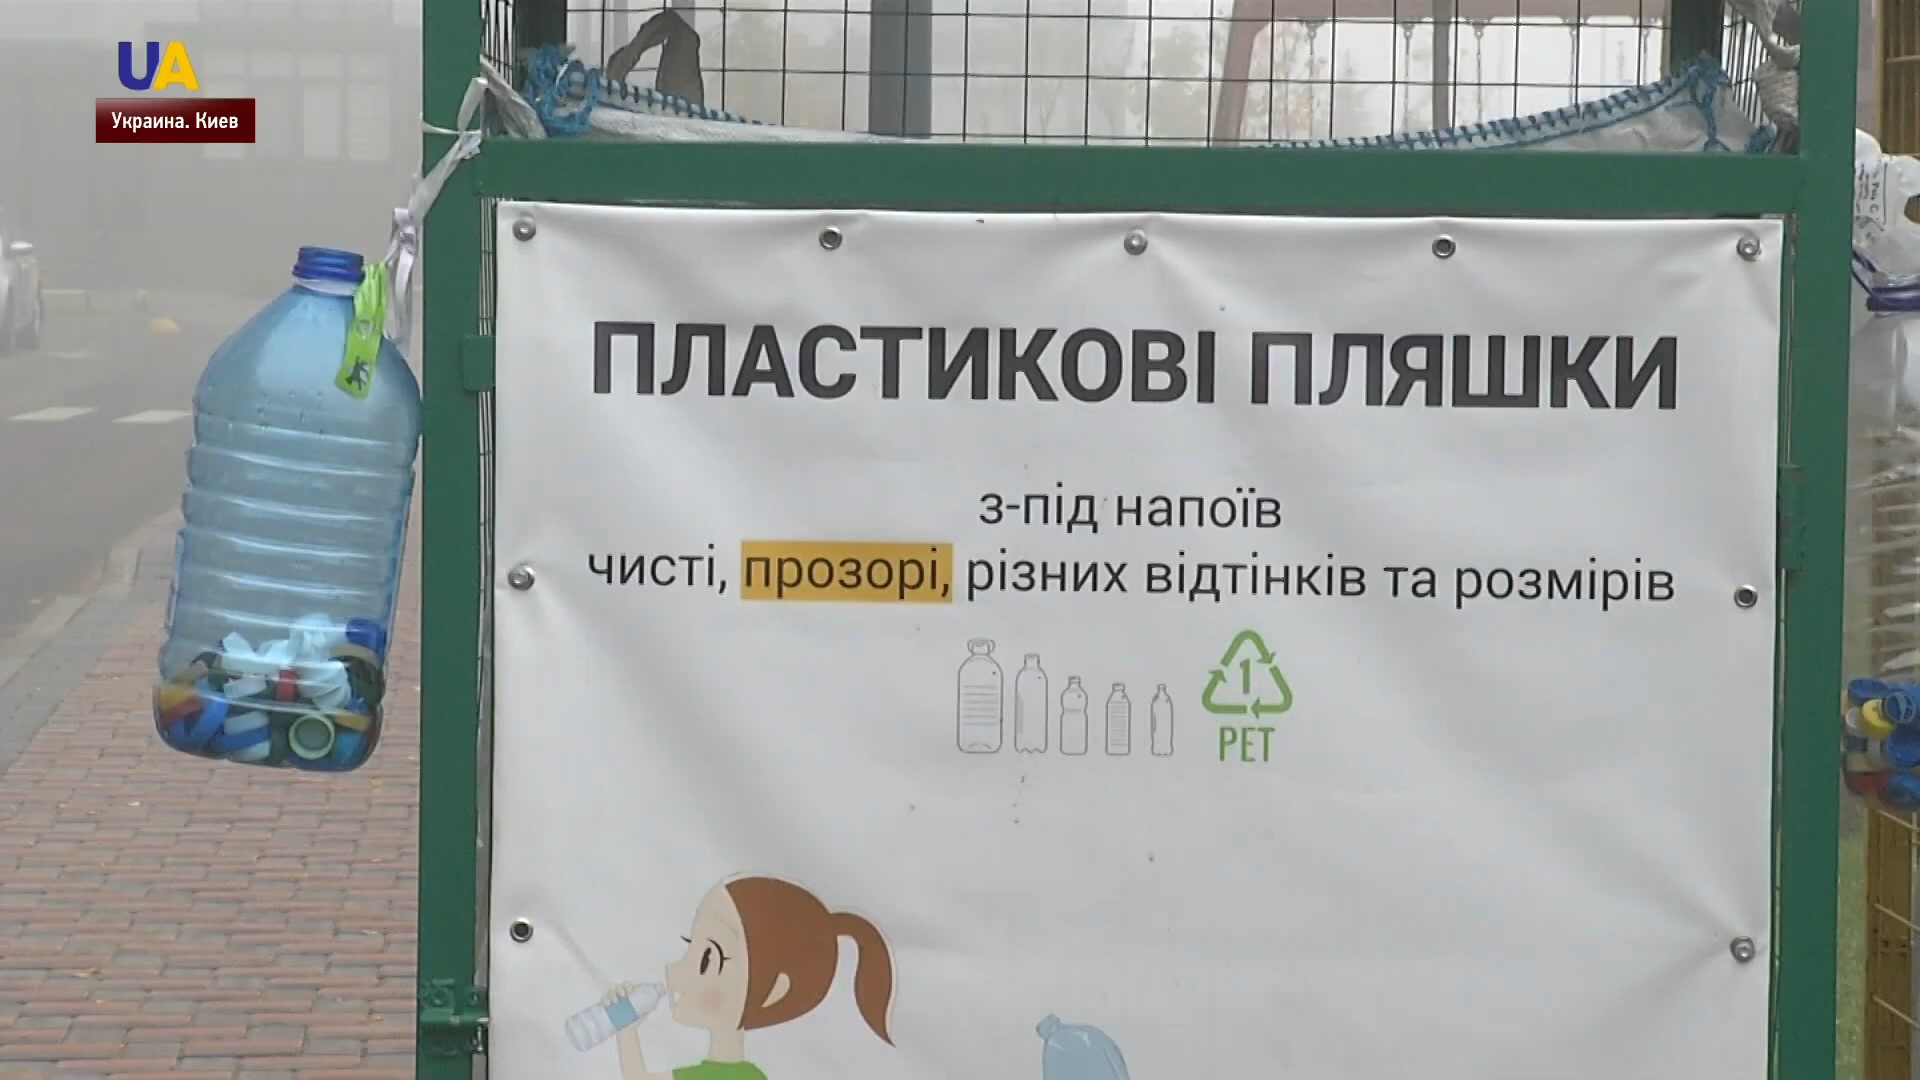 UA
Украина. Киев
ПЛАСТИКОВІ ПЛЯШКИ
з-під напоїв
чисті, прозорі, різних відтінків та розмірів
1
PET